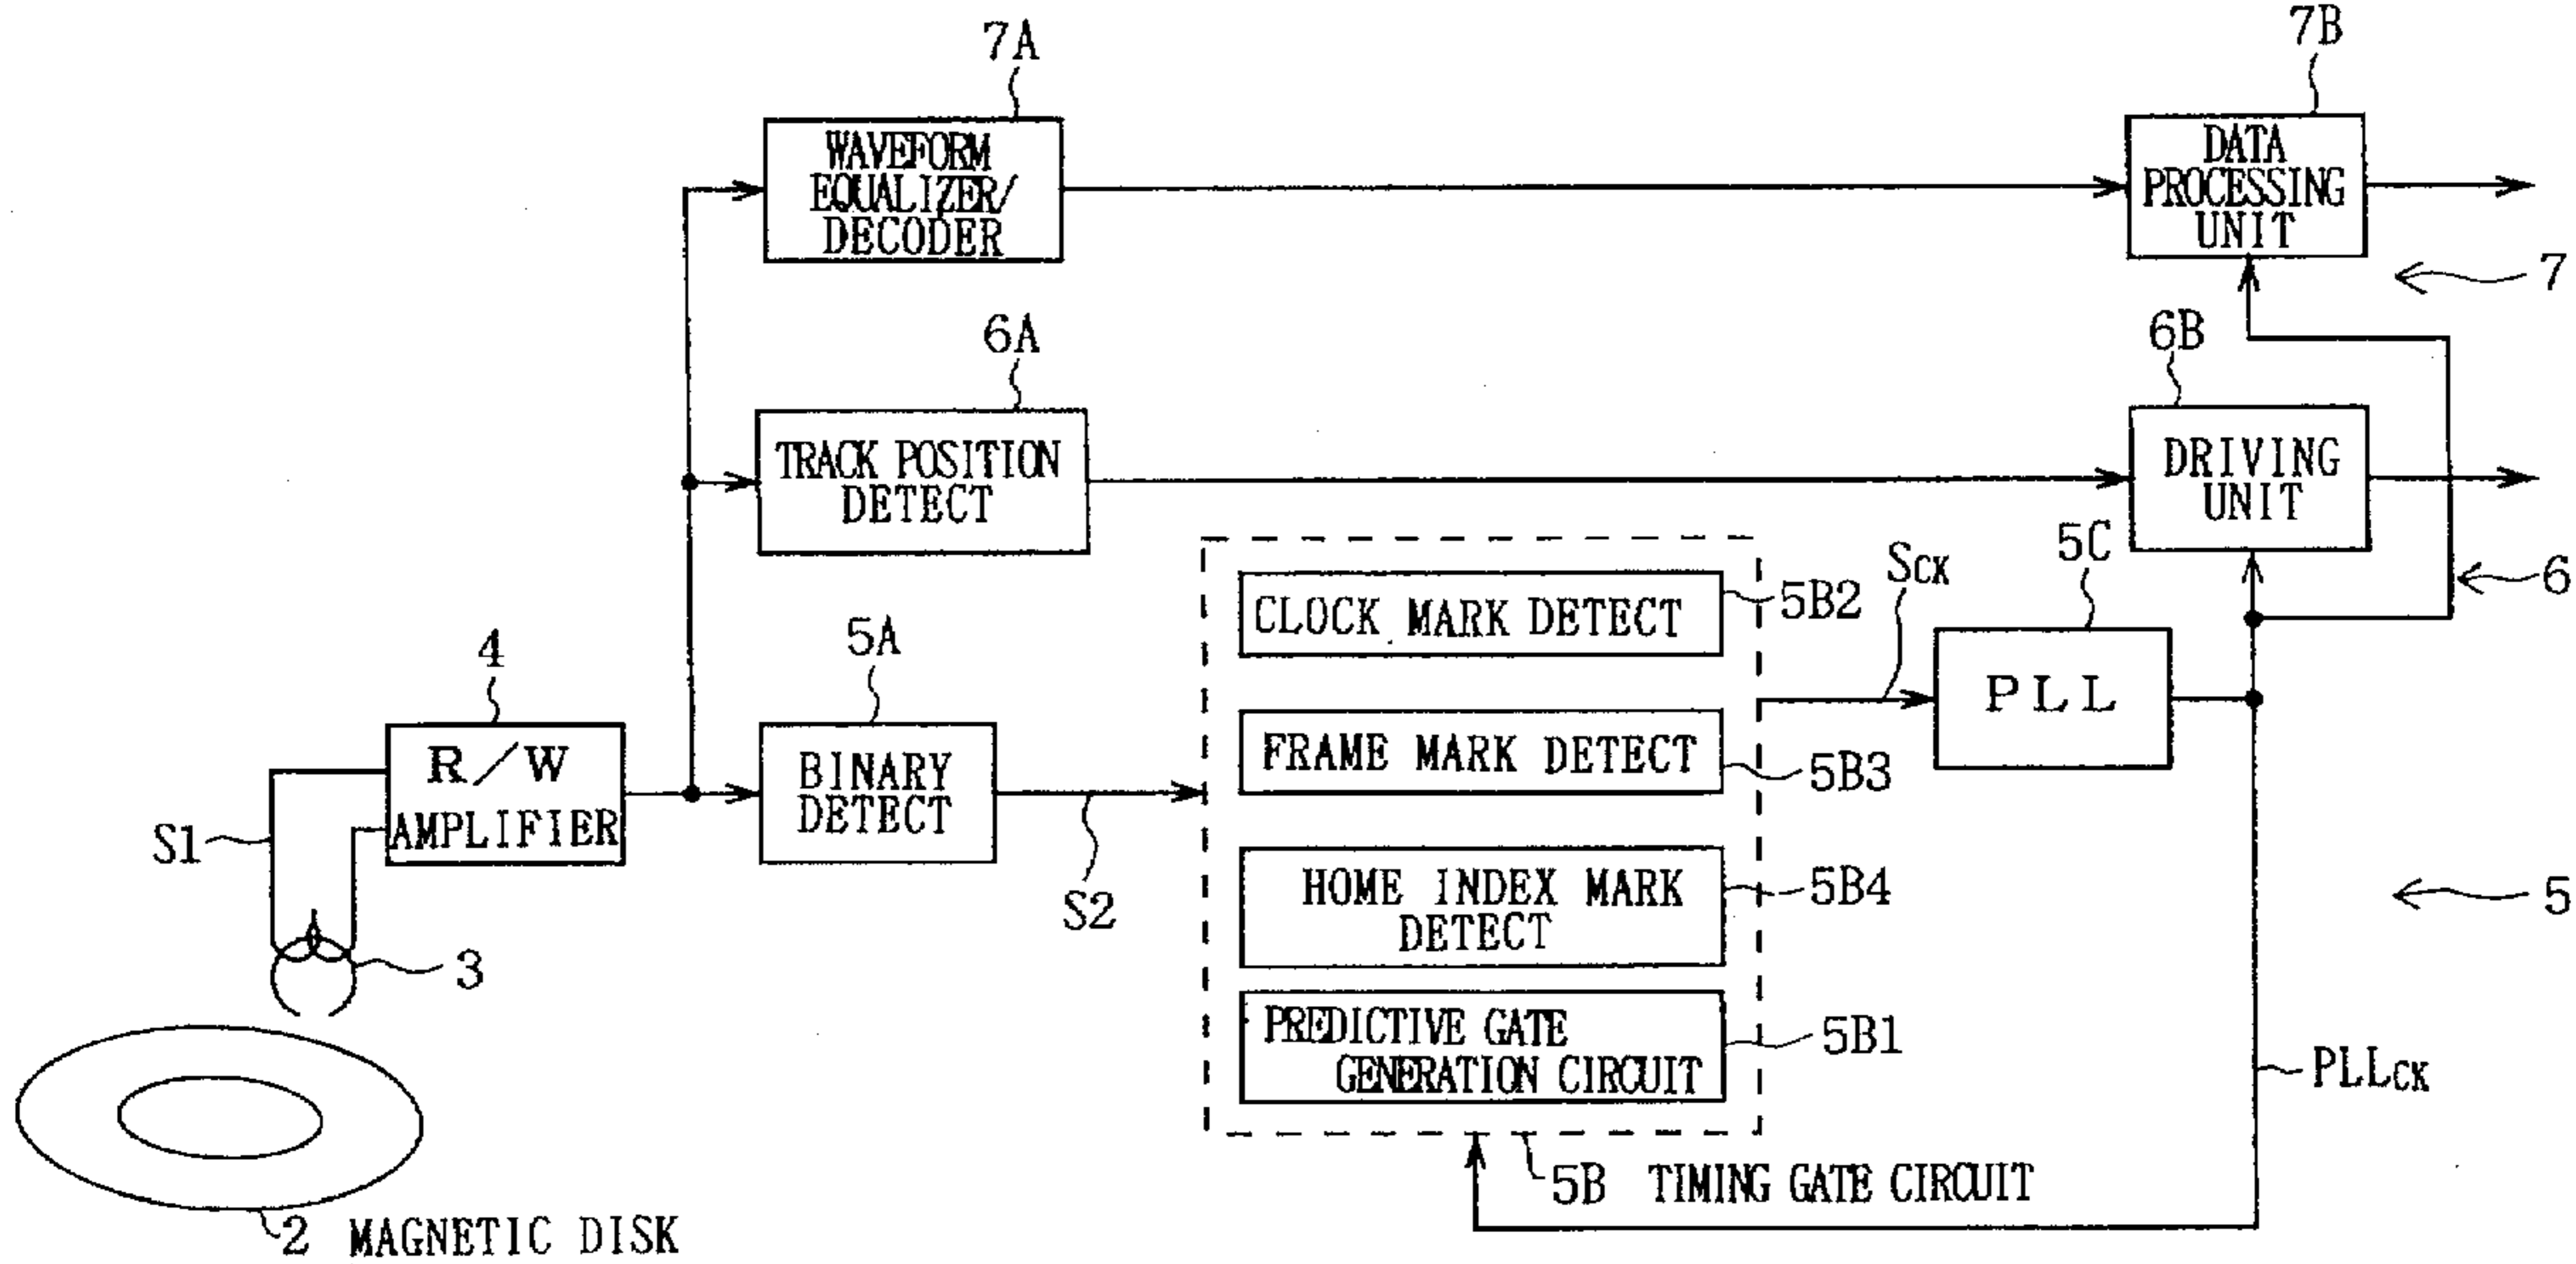 7A
7B
WAVEFORM
EQUALIZER/
DECODER
DATA
PROCESSING
UNIT
7
6A
6B
TRACK POSITION
DETECT
DRIVING
UNIT
5C
SCK
6
CLOCK MARK DETECT
5B2
4
5A
PLL
R/W
AMPLIFIER
BINARY
DETECT
FRAME MARK DETECT
5B3
S1
S2
HOME INDEX MARK
DETECT
5B4
5
3
PREDICTIVE GATE
GENERATION CIRCUIT
5B1
PLLCK
5B TIMING GATE CIRCUIT
2 MAGNETIC DISK